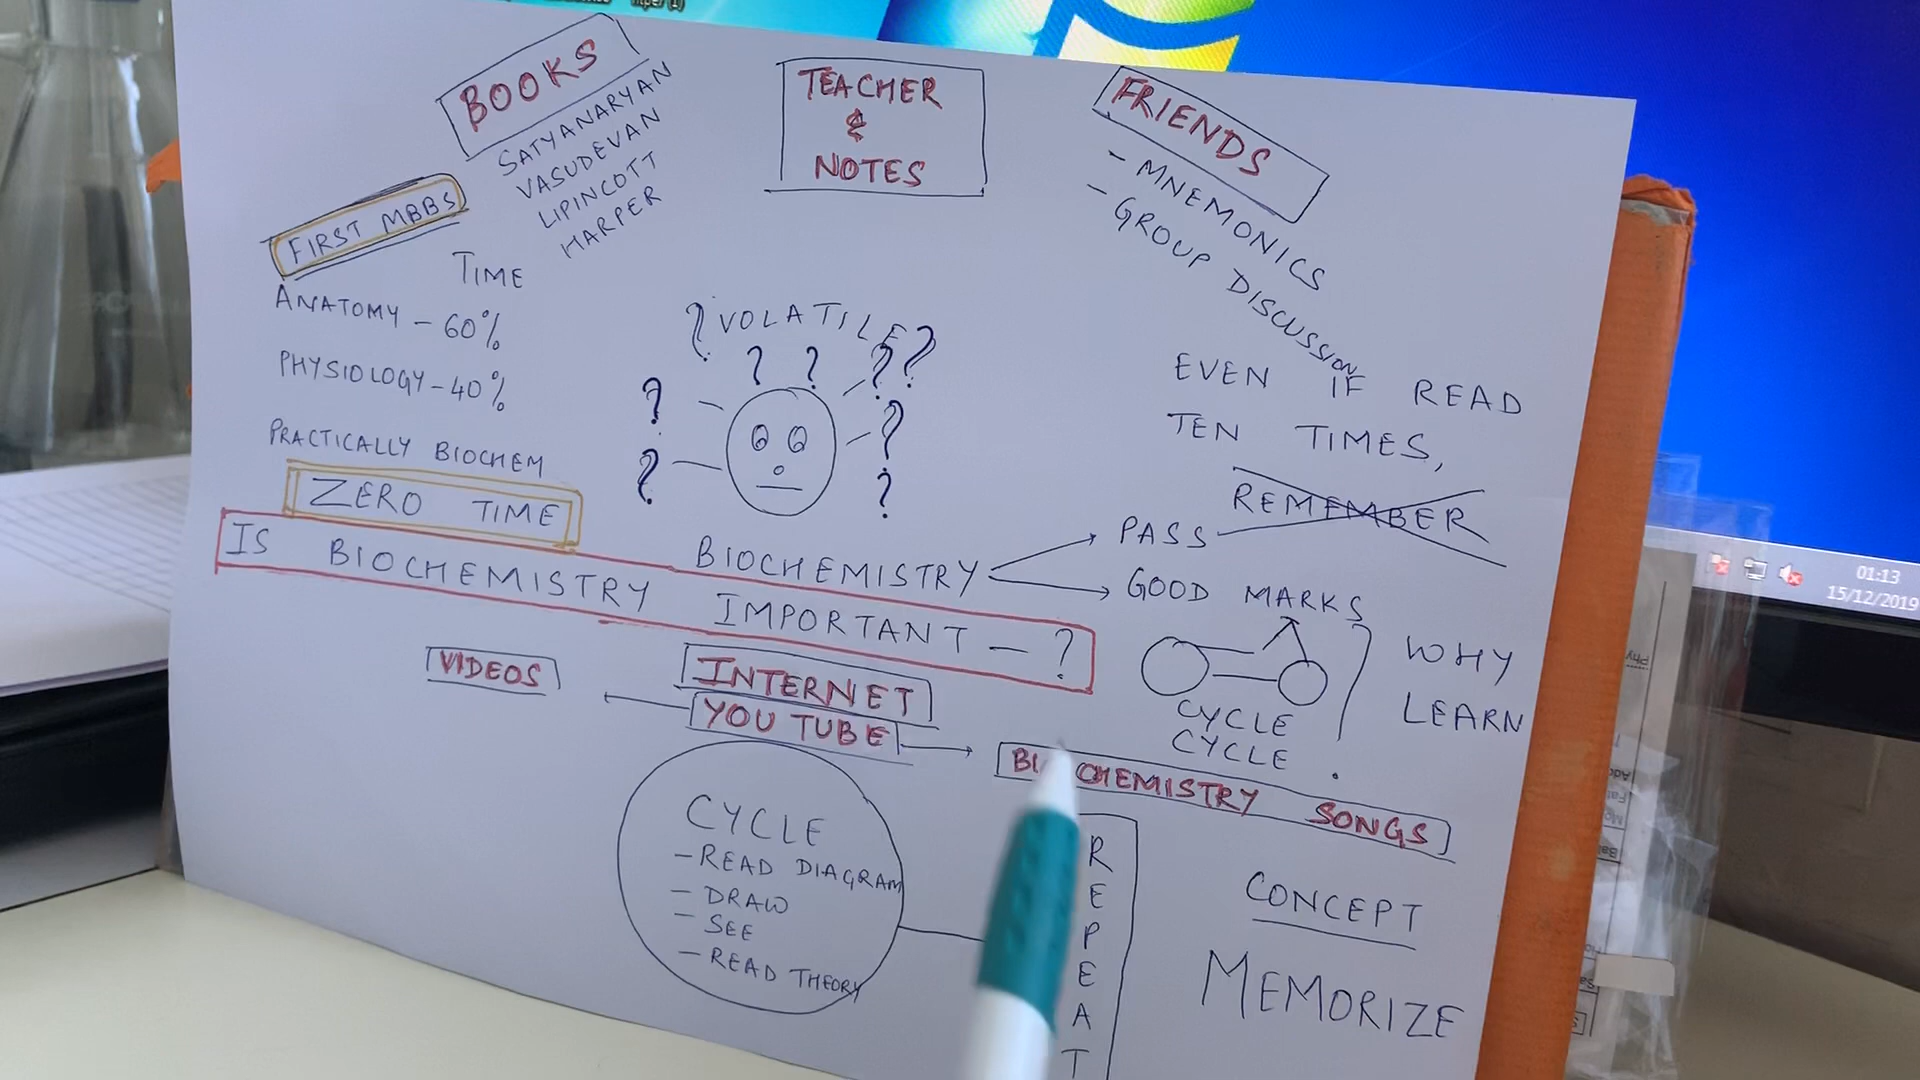 BOOKS
SATYANARYAN
VASUDEVAN
LIPINCOTT
HARPER
TEACHER
&
NOTES
FRIENDS
- MNEMONICS
- GROUP DISCUSSION
FIRST MBBS
TIME
ANATOMY - 60%
PHYSIOLOGY - 40%
PRACTICALLY BIOCHEM
ZERO TIME
? VOLATILE ?
? ? ? ?
? ?
? ?
EVEN IF READ
TEN TIMES,
REMEMBER
BIOCHEMISTRY
PASS
GOOD MARKS
IS BIOCHEMISTRY IMPORTANT - ?
CYCLE
CYCLE
WHY
LEARN
VIDEOS
INTERNET
YOU TUBE
BIOCHEMISTRY SONGS
CYCLE
- READ DIAGRAM
- DRAW
- SEE
- READ THEORY
REPEAT
CONCEPT
MEMORIZE
01:13
15/12/2019